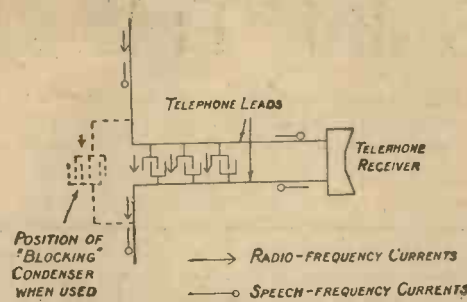 TELEPHONE LEADS
TELEPHONE
RECEIVER
POSITION OF
"BLOCKING"
CONDENSER
WHEN USED
RADIO-FREQUENCY CURRENTS
SPEECH-FREQUENCY CURRENTS